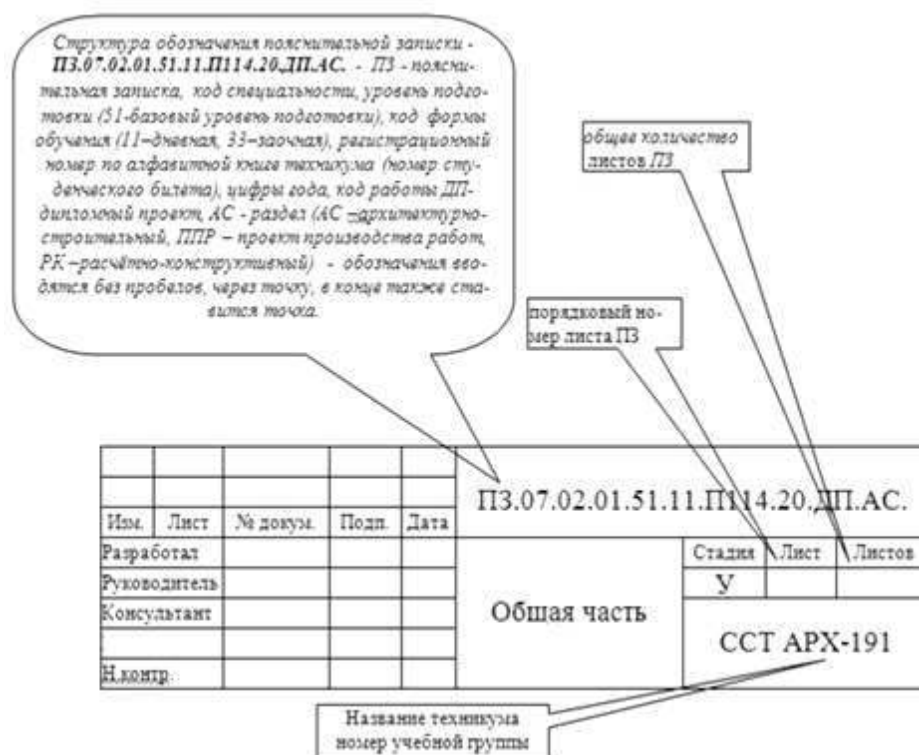 Структура обозначения пояснительной записки -
ПЗ.07.02.01.51.11.П114.20.ДП.АС. - ПЗ - поясни-
тельная записка, код специальности, уровень подго-
товки (51-базовый уровень подготовки), код формы
обучения (11–дневная, 33–заочная), регистрационный
номер по алфавитной книге техникума (номер сту-
денческого билета), цифры года, код работы ДП-
дипломный проект, АС - раздел (АС –архитектурно-
строительный, ППР – проект производства работ,
РК –расчётно-конструктивный) - обозначения вво-
дятся без пробелов, через точку, в конце также ста-
вится точка.
общее количество
листов ПЗ
порядковый но-
мер листа ПЗ
ПЗ.07.02.01.51.11.П114.20.ДП.АС.
Изм. Лист № докум. Подп. Дата
Разработал Стадия Лист Листов
Руководитель У
Консультант Общая часть
ССТ АРХ-191
Н.контр.
Название техникума
номер учебной группы